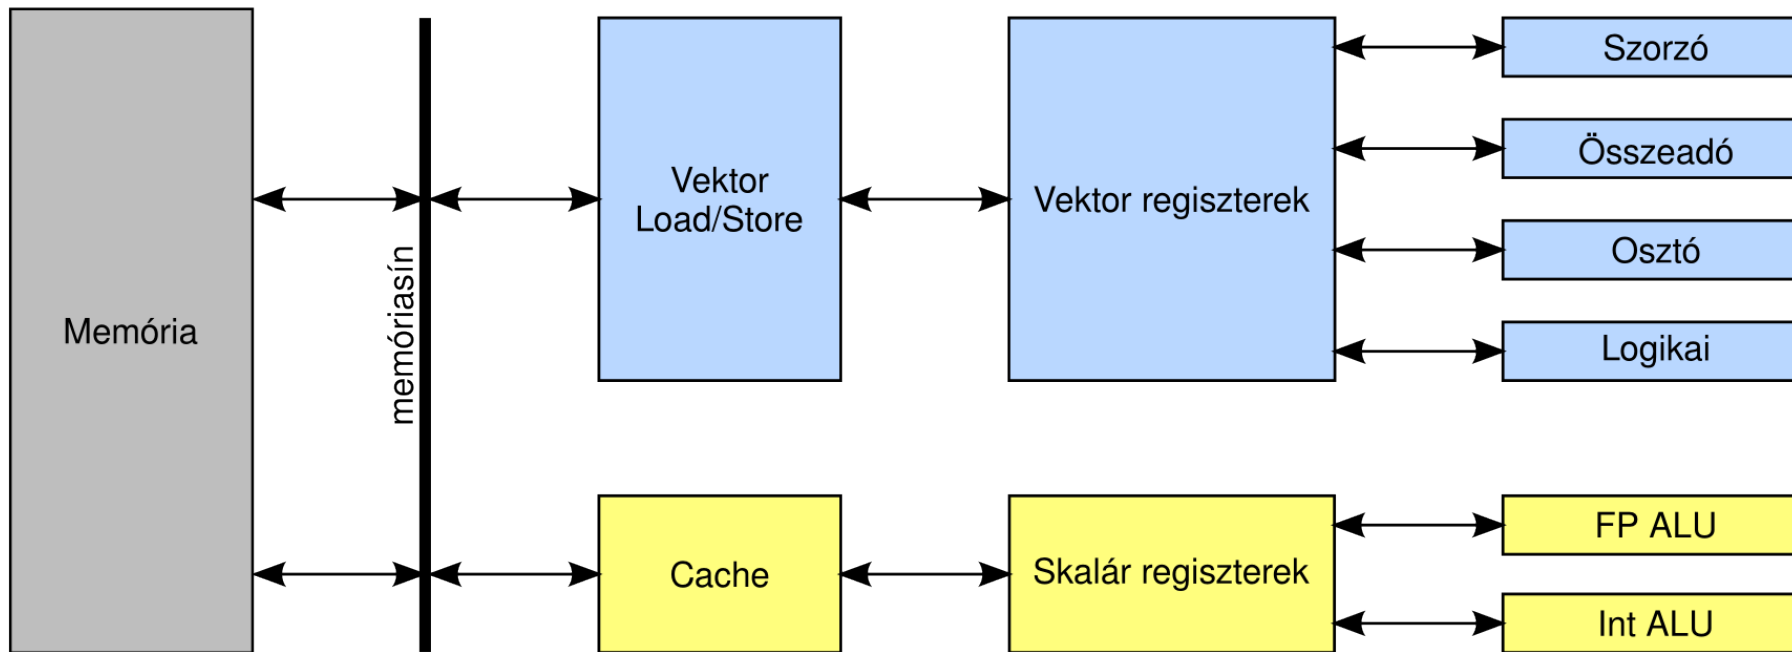 Memória
memóriasín
Vektor
Load/Store
Vektor regiszterek
Szorzó
Összeadó
Osztó
Logikai
Cache
Skalár regiszterek
FP ALU
Int ALU